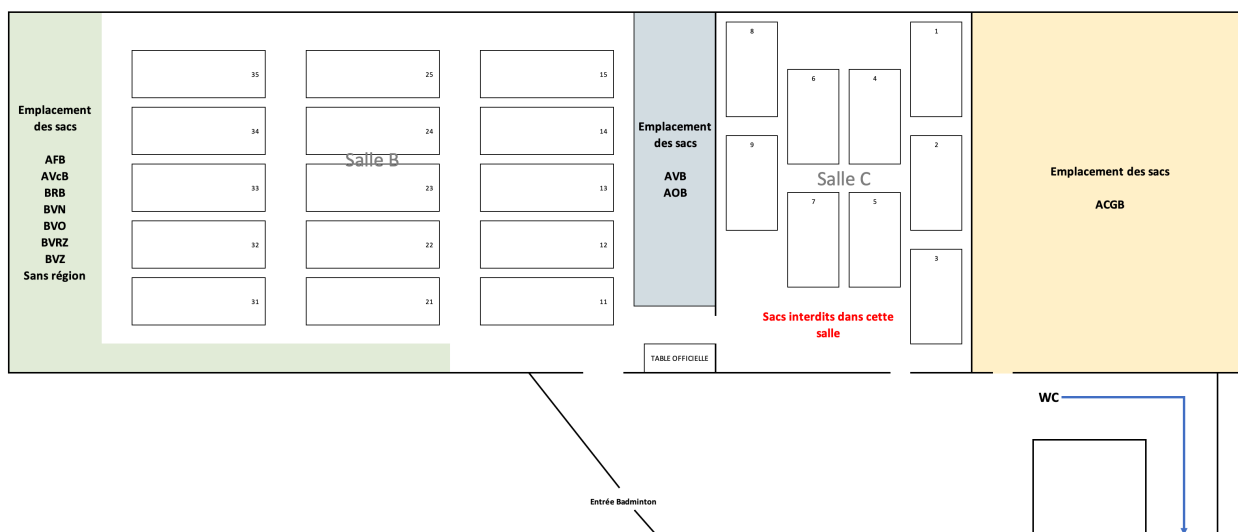 Emplacement
des sacs
AFB
AVcB
BRB
BVN
BVO
BVRZ
BVZ
Sans région
35
34
33
32
31
25
24
23
22
21
Salle B
15
14
13
12
11
Emplacement
des sacs
AVB
AOB
TABLE OFFICIELLE
8
9
6
7
4
5
1
2
3
Salle C
Sacs interdits dans cette
salle
Emplacement des sacs
ACGB
WC
Entrée Badminton